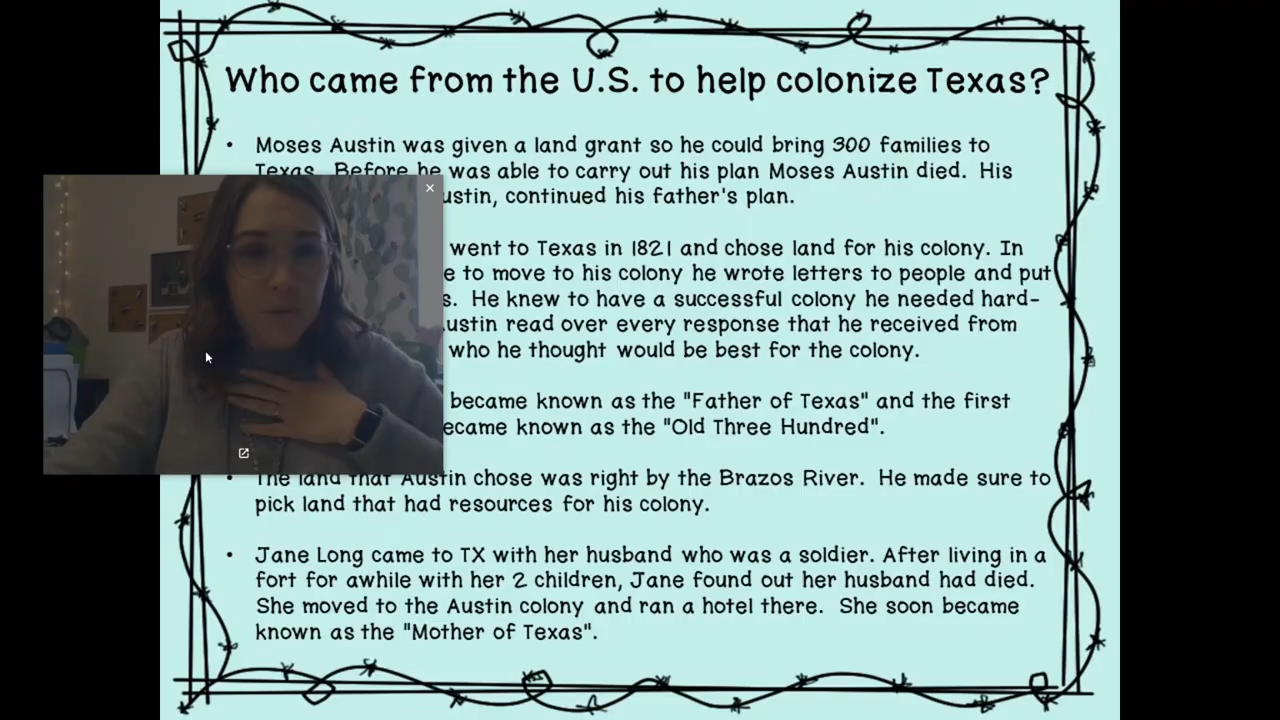 Who came from the U.S. to help colonize Texas?
• Moses Austin was given a land grant so he could bring 300 families to
Texas. Before he was able to carry out his plan Moses Austin died. His
ustin, continued his father's plan.
went to Texas in 1821 and chose land for his colony. In
e to move to his colony he wrote letters to people and put
s. He knew to have a successful colony he needed hard-
ustin read over every response that he received from
who he thought would be best for the colony.
became known as the "Father of Texas" and the first
ecame known as the "Old Three Hundred".
• The land that Austin chose was right by the Brazos River. He made sure to
pick land that had resources for his colony.
• Jane Long came to TX with her husband who was a soldier. After living in a
fort for awhile with her 2 children, Jane found out her husband had died.
She moved to the Austin colony and ran a hotel there. She soon became
known as the "Mother of Texas".